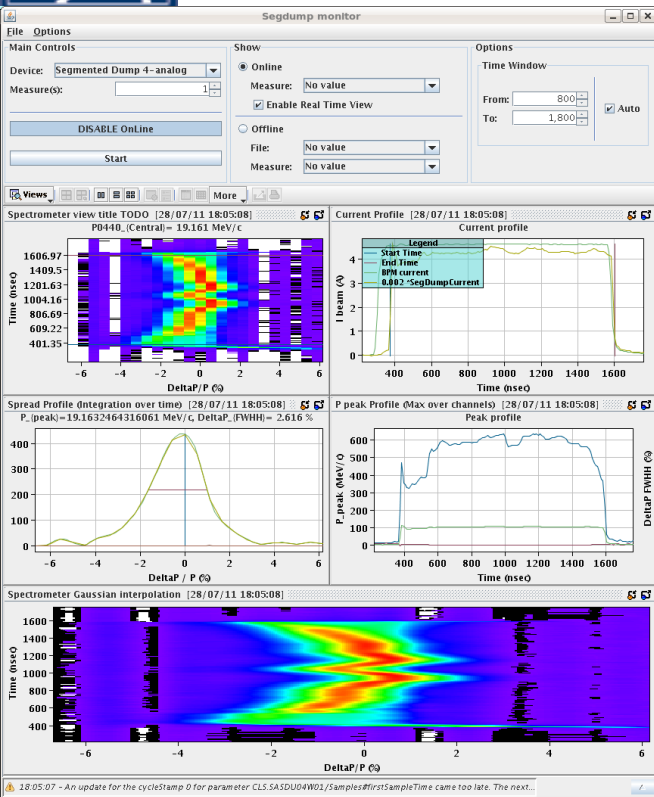 Segdump monitor
File Options
Main Controls
Device: Segmented Dump 4-analog
Measure(s): 1
DISABLE OnLine
Start
Show
Online
Measure: No value
Enable Real Time View
Offline
File: No value
Measure: No value
Options
Time Window
From: 800
To: 1,800
Auto
Views
More
Spectrometer view title TODO [28/07/11 18:05:08]
P0440_(Central)= 19.161 MeV/c
Time (nsec)
1606.97
1409.5
1201.63
1004.16
806.69
609.22
401.35
-6 -4 -2 0 2 4 6
DeltaP/P (%)
Current Profile [28/07/11 18:05:08]
Current profile
Legend
Start Time
End Time
BPM current
0.002 *SegDumpCurrent
I beam (A)
4
3
2
1
0
400 600 800 1000 1200 1400 1600
Time (nsec)
Spread Profile (Integration over time) [28/07/11 18:05:08]
P_(peak)=19.1632464316061 MeV/c, DeltaP_(FWHH)= 2.616 %
400
300
200
100
0
-6 -4 -2 0 2 4 6
DeltaP / P (%)
P peak Profile (Max over channels) [28/07/11 18:05:08]
Peak profile
P_peak (MeV/c)
600
500
400
300
200
100
0
DeltaP FWHH (%)
400 600 800 1000 1200 1400 1600
Time (nsec)
Spectrometer Gaussian interpolation [28/07/11 18:05:08]
Time (nsec)
1600
1400
1200
1000
800
600
400
-6 -4 -2 0 2 4 6
DeltaP/P (%)
18:05:07 - An update for the cycleStamp 0 for parameter CLS.SASDU04W01/Samples#firstSampleTime came too late. The next...